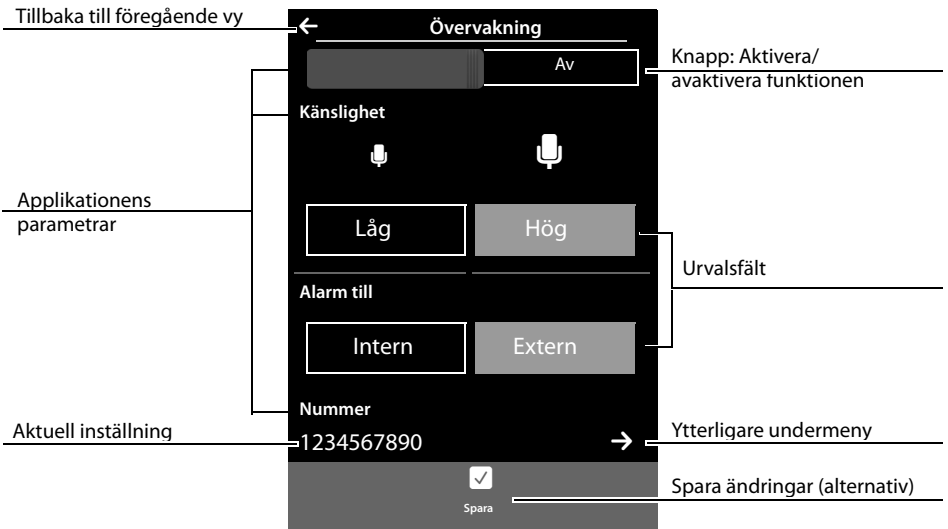 Tillbaka till föregående vy
Övervakning
Av
Knapp: Aktivera/
avaktivera funktionen
Känslighet
Applikationens
parametrar
Låg
Hög
Urvalsfält
Alarm till
Intern
Extern
Nummer
Aktuell inställning
1234567890
Ytterligare undermeny
Spara ändringar (alternativ)
Spara